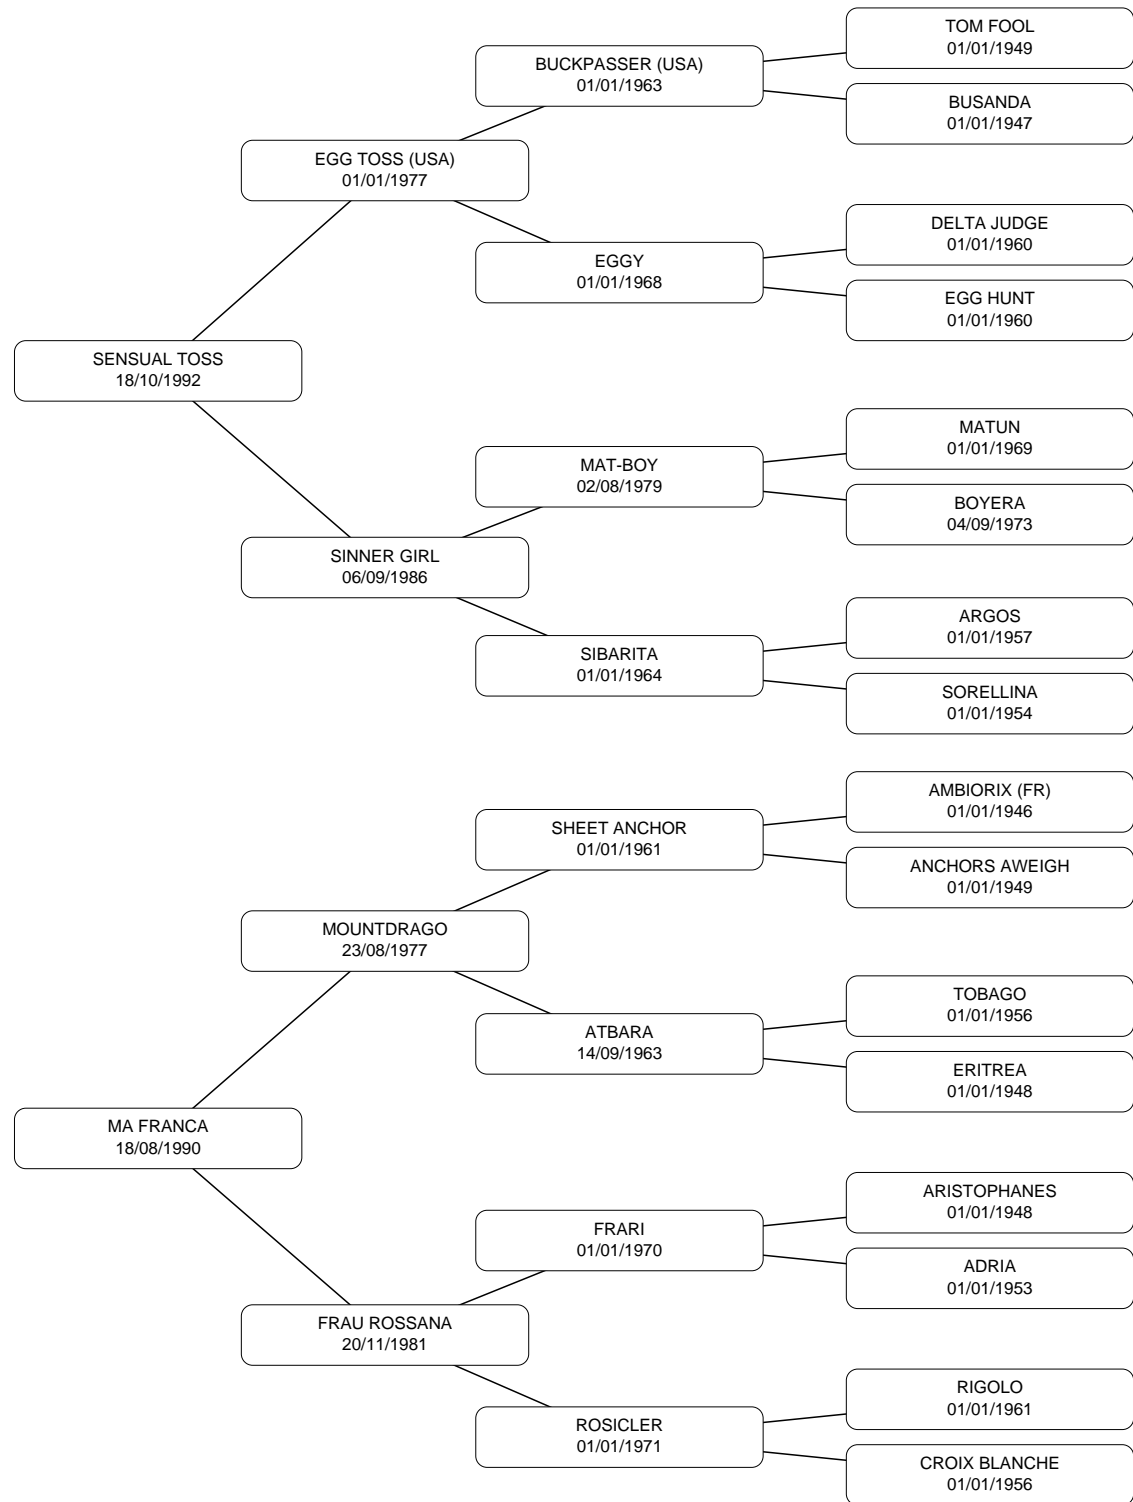 TOM FOOL
01/01/1949
BUCKPASSER (USA)
01/01/1963
BUSANDA
01/01/1947
EGG TOSS (USA)
01/01/1977
DELTA JUDGE
01/01/1960
EGGY
01/01/1968
EGG HUNT
01/01/1960
SENSUAL TOSS
18/10/1992
MATUN
01/01/1969
MAT-BOY
02/08/1979
BOYERA
04/09/1973
SINNER GIRL
06/09/1986
ARGOS
01/01/1957
SIBARITA
01/01/1964
SORELLINA
01/01/1954
AMBIORIX (FR)
01/01/1946
SHEET ANCHOR
01/01/1961
ANCHORS AWEIGH
01/01/1949
MOUNTDRAGO
23/08/1977
TOBAGO
01/01/1956
ATBARA
14/09/1963
ERITREA
01/01/1948
MA FRANCA
18/08/1990
ARISTOPHANES
01/01/1948
FRARI
01/01/1970
ADRIA
01/01/1953
FRAU ROSSANA
20/11/1981
RIGOLO
01/01/1961
ROSICLER
01/01/1971
CROIX BLANCHE
01/01/1956